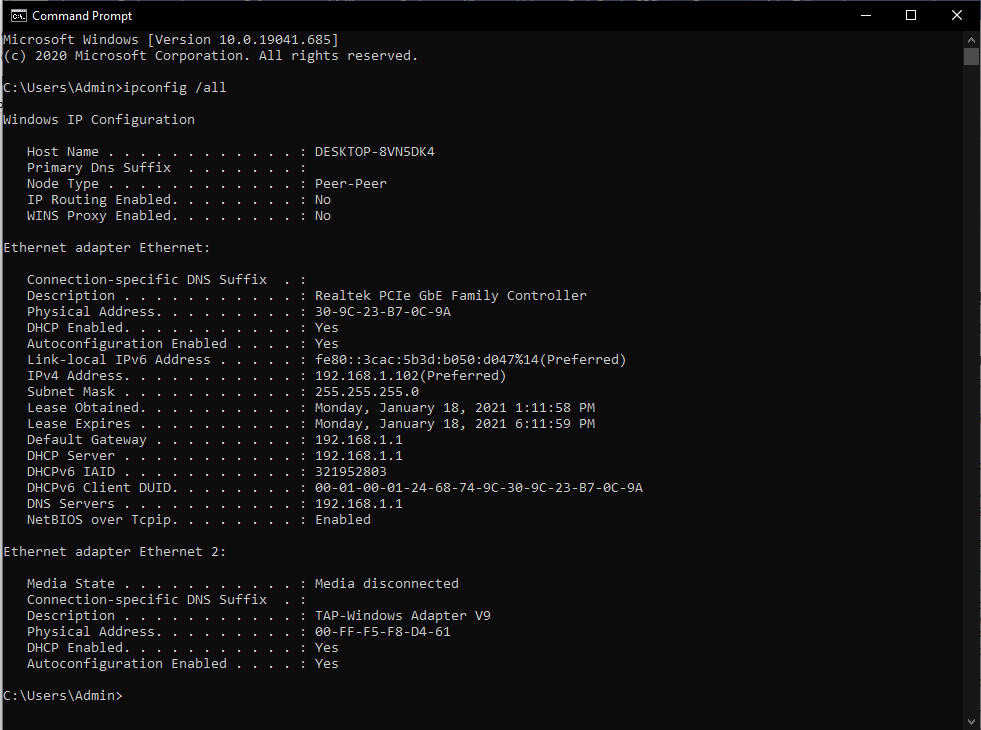 Command Prompt
Microsoft Windows [Version 10.0.19041.685]
(c) 2020 Microsoft Corporation. All rights reserved.
C:\Users\Admin>ipconfig /all
Windows IP Configuration
Host Name . . . . . . . . . . . . : DESKTOP-8VN5DK4
Primary Dns Suffix  . . . . . . . :
Node Type . . . . . . . . . . . . : Peer-Peer
IP Routing Enabled. . . . . . . . : No
WINS Proxy Enabled. . . . . . . . : No
Ethernet adapter Ethernet:
Connection-specific DNS Suffix  . :
Description . . . . . . . . . . . : Realtek PCIe GbE Family Controller
Physical Address. . . . . . . . . : 30-9C-23-B7-0C-9A
DHCP Enabled. . . . . . . . . . . : Yes
Autoconfiguration Enabled . . . . : Yes
Link-local IPv6 Address . . . . . : fe80::3cac:5b3d:b050:d047%14(Preferred)
IPv4 Address. . . . . . . . . . . : 192.168.1.102(Preferred)
Subnet Mask . . . . . . . . . . . : 255.255.255.0
Lease Obtained. . . . . . . . . . : Monday, January 18, 2021 1:11:58 PM
Lease Expires . . . . . . . . . . : Monday, January 18, 2021 6:11:59 PM
Default Gateway . . . . . . . . . : 192.168.1.1
DHCP Server . . . . . . . . . . . : 192.168.1.1
DHCPv6 IAID . . . . . . . . . . . : 321952803
DHCPv6 Client DUID. . . . . . . . : 00-01-00-01-24-68-74-9C-30-9C-23-B7-0C-9A
DNS Servers . . . . . . . . . . . : 192.168.1.1
NetBIOS over Tcpip. . . . . . . . : Enabled
Ethernet adapter Ethernet 2:
Media State . . . . . . . . . . . : Media disconnected
Connection-specific DNS Suffix  . :
Description . . . . . . . . . . . : TAP-Windows Adapter V9
Physical Address. . . . . . . . . : 00-FF-F5-F8-D4-61
DHCP Enabled. . . . . . . . . . . : Yes
Autoconfiguration Enabled . . . . : Yes
C:\Users\Admin>